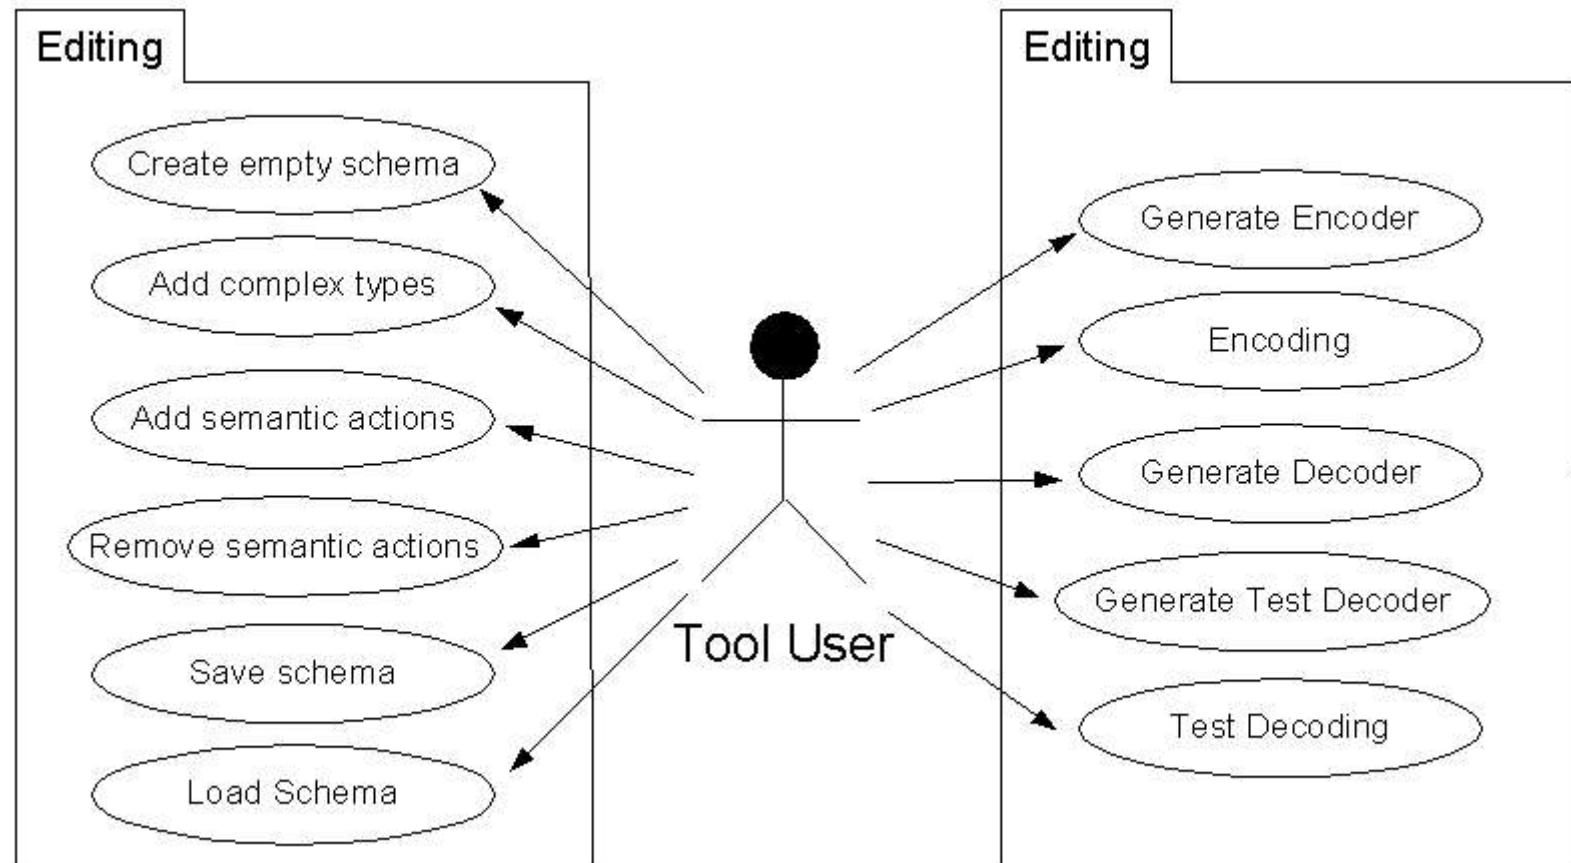 Editing
Create empty schema
Add complex types
Add semantic actions
Remove semantic actions
Save schema
Load Schema
Tool User
Editing
Generate Encoder
Encoding
Generate Decoder
Generate Test Decoder
Test Decoding